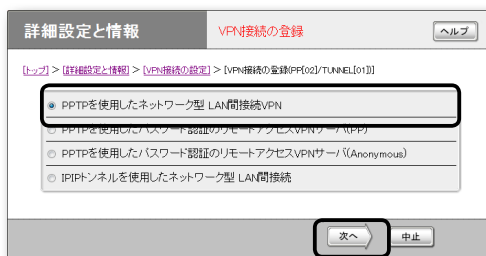 詳細設定と情報
VPN接続の登録
ヘルプ
[トップ] > [詳細設定と情報] > [VPN接続の設定] > [VPN接続の登録(PP[02]/TUNNEL[01])]
PPTPを使用したネットワーク型 LAN間接続VPN
PPTPを使用したパスワード認証のリモートアクセスVPNサーバ(PP)
PPTPを使用したパスワード認証のリモートアクセスVPNサーバ(Anonymous)
IPIPトンネルを使用したネットワーク型 LAN間接続
次へ
中止